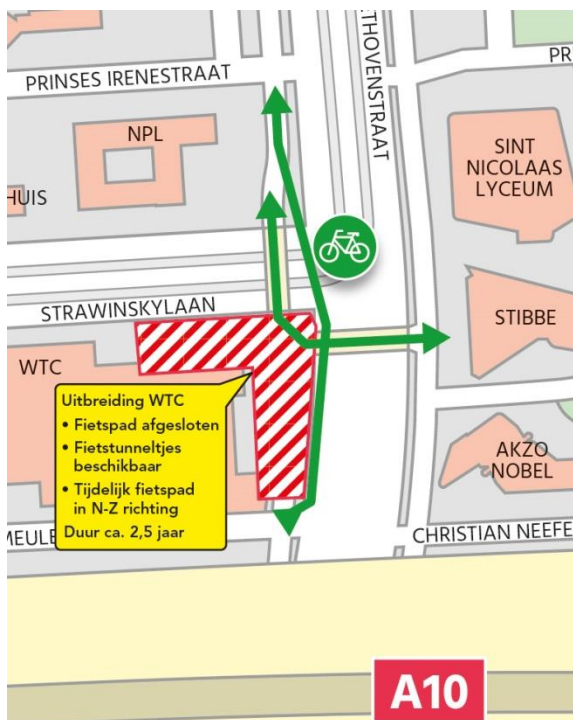 PRINSES IRENESTRAAT
PR
NPL
ETHOVENSTRAAT
SINT
NICOLAAS
LYCEUM
HUIS
STRAWINSKYLAAN
STIBBE
WTC
Uitbreiding WTC
• Fietspad afgesloten
• Fietstunneltjes
beschikbaar
• Tijdelijk fietspad
in N-Z richting
Duur ca. 2,5 jaar
AKZO
NOBEL
MEULE
CHRISTIAN NEEFE
A10